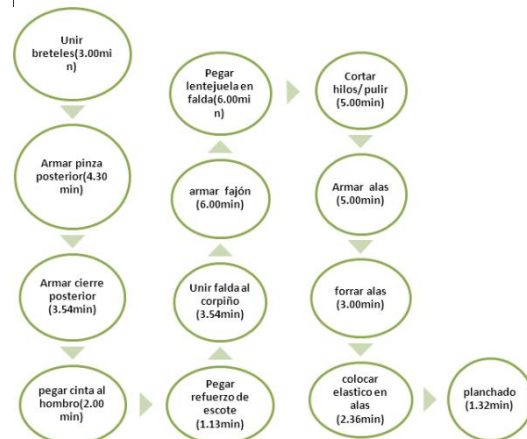 Unir
breteles(3.00mi
n)
Armar pinza
posterior(4.30
min)
Armar cierre
posterior
(3.54min)
pegar cinta al
hombro(2.00
min)
Pegar
refuerzo de
escote
(1.13min)
Unir falda al
corpiño
(3.54min)
armar fajón
(6.00min)
Pegar
lentejuela en
falda(6.00mi
n)
Cortar
hilos/ pulir
(5.00min)
Armar alas
(5.00min)
forrar alas
(3.00min)
colocar
elastico en
alas
(2.36min)
planchado
(1.32min)